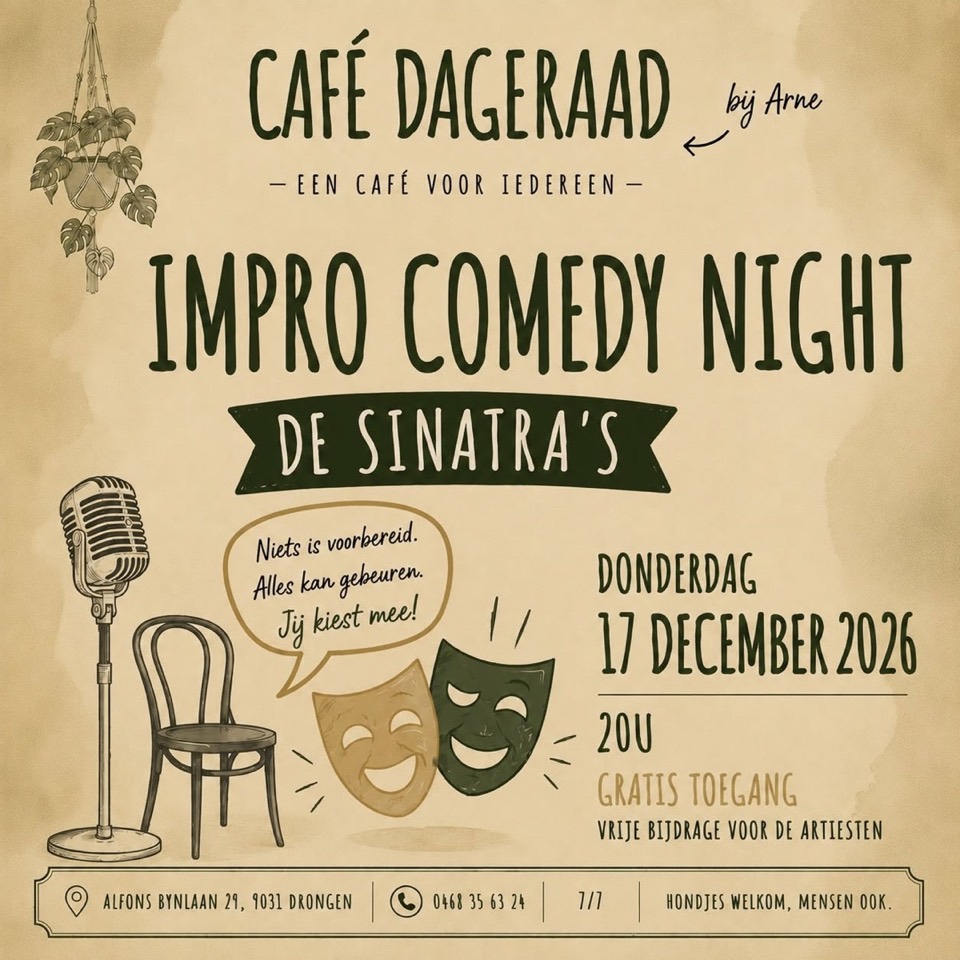 CAFÉ DAGERAAD
bij Arne
– EEN CAFÉ VOOR IEDEREEN –
IMPRO COMEDY NIGHT
DE SINATRA'S
Niets is voorbereid.
Alles kan gebeuren.
Jij kiest mee!
DONDERDAG
17 DECEMBER 2026
20U
GRATIS TOEGANG
VRIJE BIJDRAGE VOOR DE ARTIESTEN
ALFONS BYNLAAN 29, 9031 DRONGEN
0468 35 63 24
7/7
HONDJES WELKOM, MENSEN OOK.